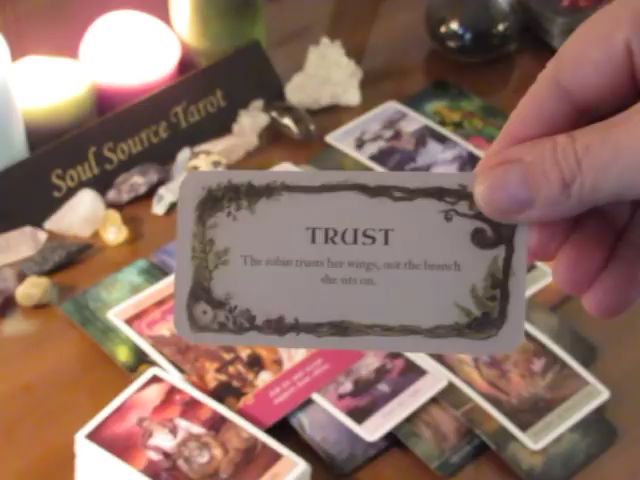 Soul Source Tarot
TRUST
The robin trusts her wings, not the branch
she sits on.